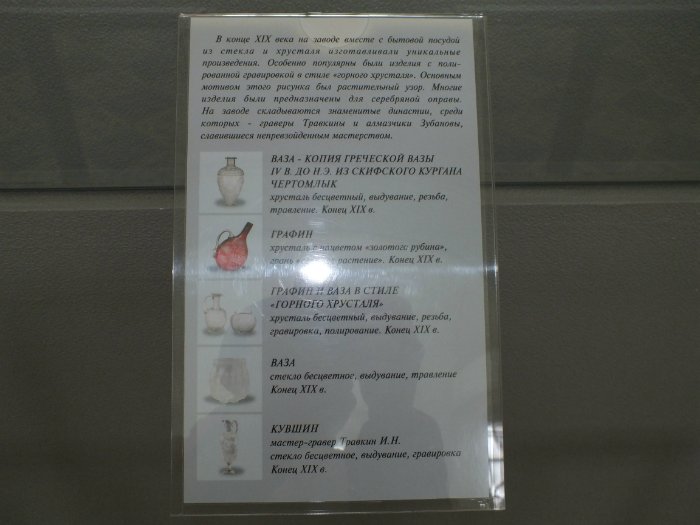 В конце XIX века на заводе вместе с бытовой посудой
из стекла и хрусталя изготавливали уникальные
произведения. Особенно популярны были изделия с поли-
рованной гравировкой в стиле «горного хрусталя». Основным
мотивом этого рисунка был растительный узор. Многие
изделия были предназначены для серебряной оправы.
На заводе складываются знаменитые династии, среди
которых - граверы Травкины и алмазчики Зубановы,
славившиеся непревзойденным мастерством.
ВАЗА - КОПИЯ ГРЕЧЕСКОЙ ВАЗЫ
IV В. ДО Н.Э. ИЗ СКИФСКОГО КУРГАНА
ЧЕРТОМЛЫК
хрусталь бесцветный, выдувание, резьба,
травление. Конец XIX в.
ГРАФИН
хрусталь с нацветом «золотого рубина»,
грань растение». Конец XIX в.
ГРАФИН И ВАЗА В СТИЛЕ
«ГОРНОГО ХРУСТАЛЯ»
хрусталь бесцветный, выдувание, резьба,
гравировка, полирование. Конец XIX в.
ВАЗА
стекло бесцветное, выдувание, травление
Конец XIX в.
КУВШИН
мастер-гравер Травкин И.Н.
стекло бесцветное, выдувание, гравировка
Конец XIX в.